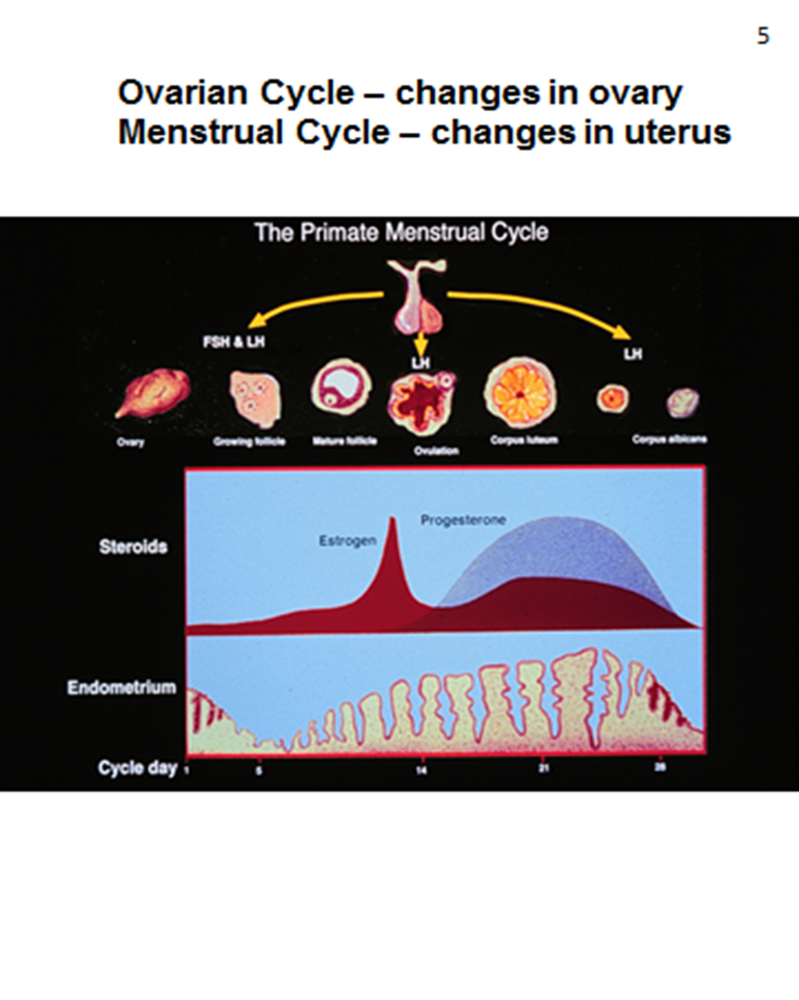 5
Ovarian Cycle – changes in ovary
Menstrual Cycle – changes in uterus
The Primate Menstrual Cycle
FSH & LH
LH
LH
Ovary
Growing follicle
Mature follicle
Ovulation
Corpus luteum
Corpus albicans
Steroids
Estrogen
Progesterone
Endometrium
Cycle day 1 5 14 21 28